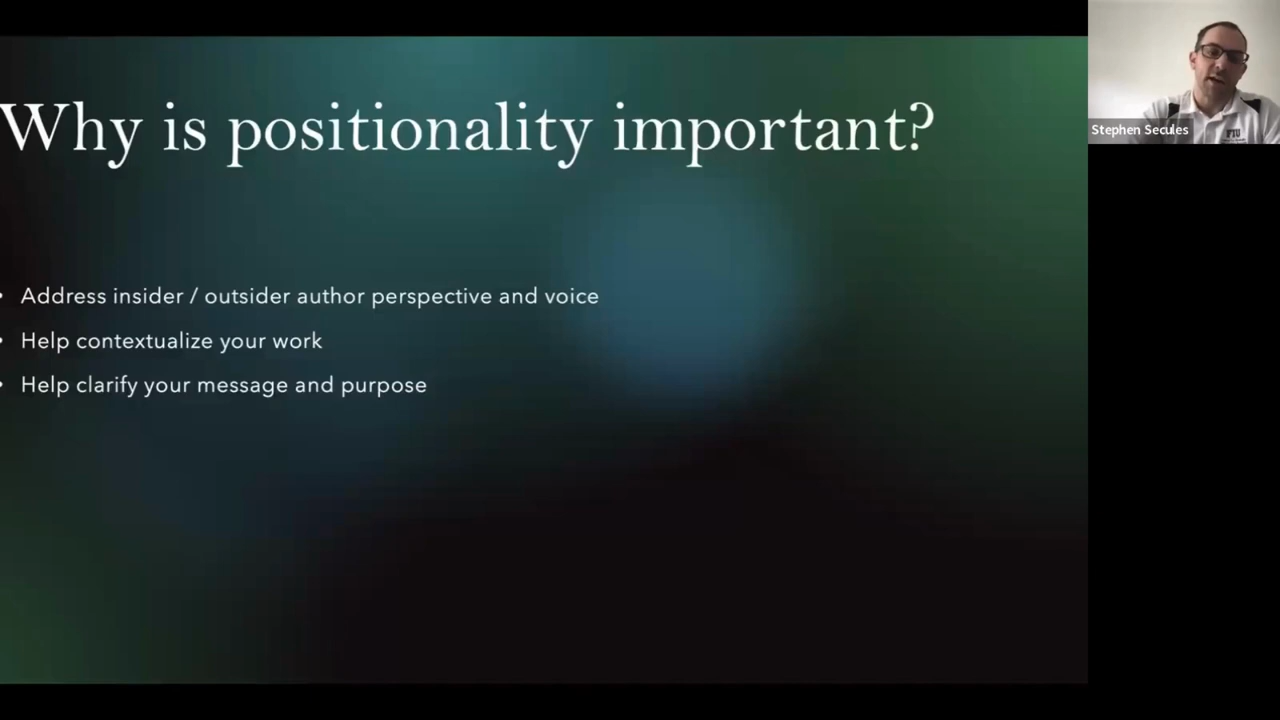 Why is positionality important?
• Address insider / outsider author perspective and voice
• Help contextualize your work
• Help clarify your message and purpose
Stephen Secules
FIU